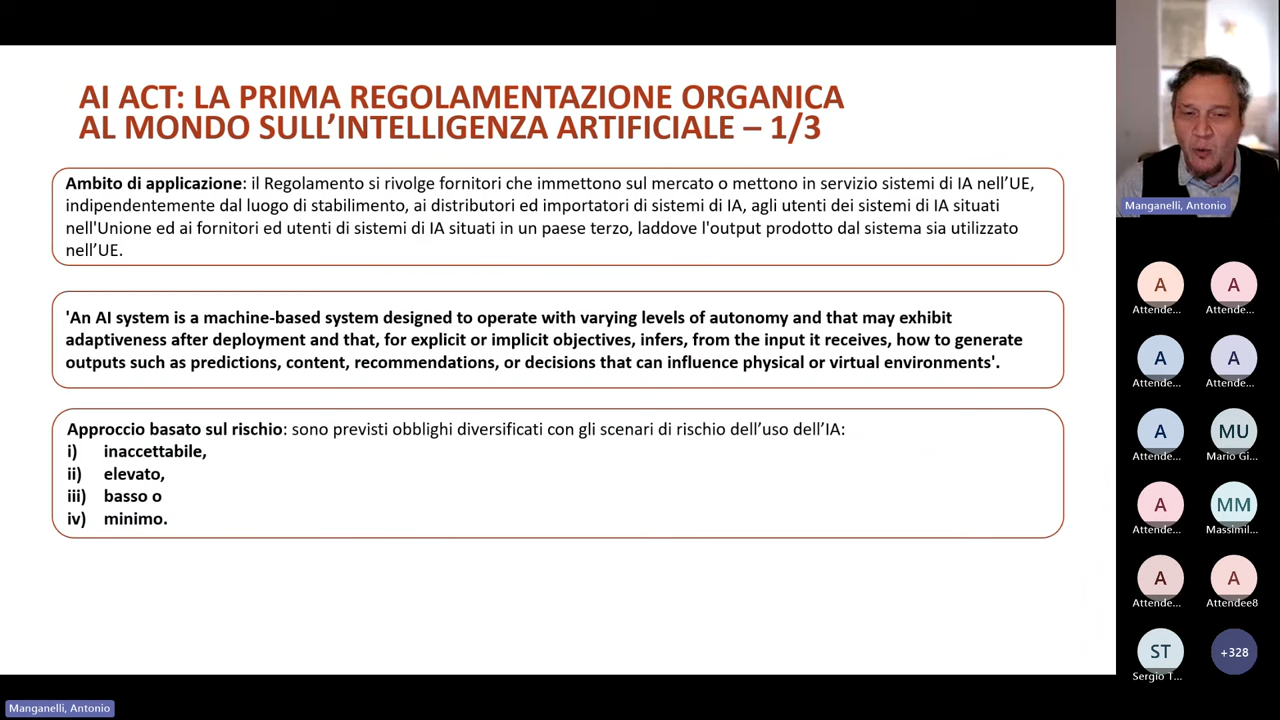 AI ACT: LA PRIMA REGOLAMENTAZIONE ORGANICA
AL MONDO SULL'INTELLIGENZA ARTIFICIALE – 1/3
Ambito di applicazione: il Regolamento si rivolge fornitori che immettono sul mercato o mettono in servizio sistemi di IA nell'UE,
indipendentemente dal luogo di stabilimento, ai distributori ed importatori di sistemi di IA, agli utenti dei sistemi di IA situati
nell'Unione ed ai fornitori ed utenti di sistemi di IA situati in un paese terzo, laddove l'output prodotto dal sistema sia utilizzato
nell'UE.
'An AI system is a machine-based system designed to operate with varying levels of autonomy and that may exhibit
adaptiveness after deployment and that, for explicit or implicit objectives, infers, from the input it receives, how to generate
outputs such as predictions, content, recommendations, or decisions that can influence physical or virtual environments'.
Approccio basato sul rischio: sono previsti obblighi diversificati con gli scenari di rischio dell'uso dell'IA:
i) inaccettabile,
ii) elevato,
iii) basso o
iv) minimo.
Manganelli, Antonio
A A
Attende... Attende...
A A
Attende... Attende...
A MU
Attende... Mario Gi...
A MM
Attende... Massimil...
A A
Attende... Attendee8
ST +328
Sergio T...
Manganelli, Antonio